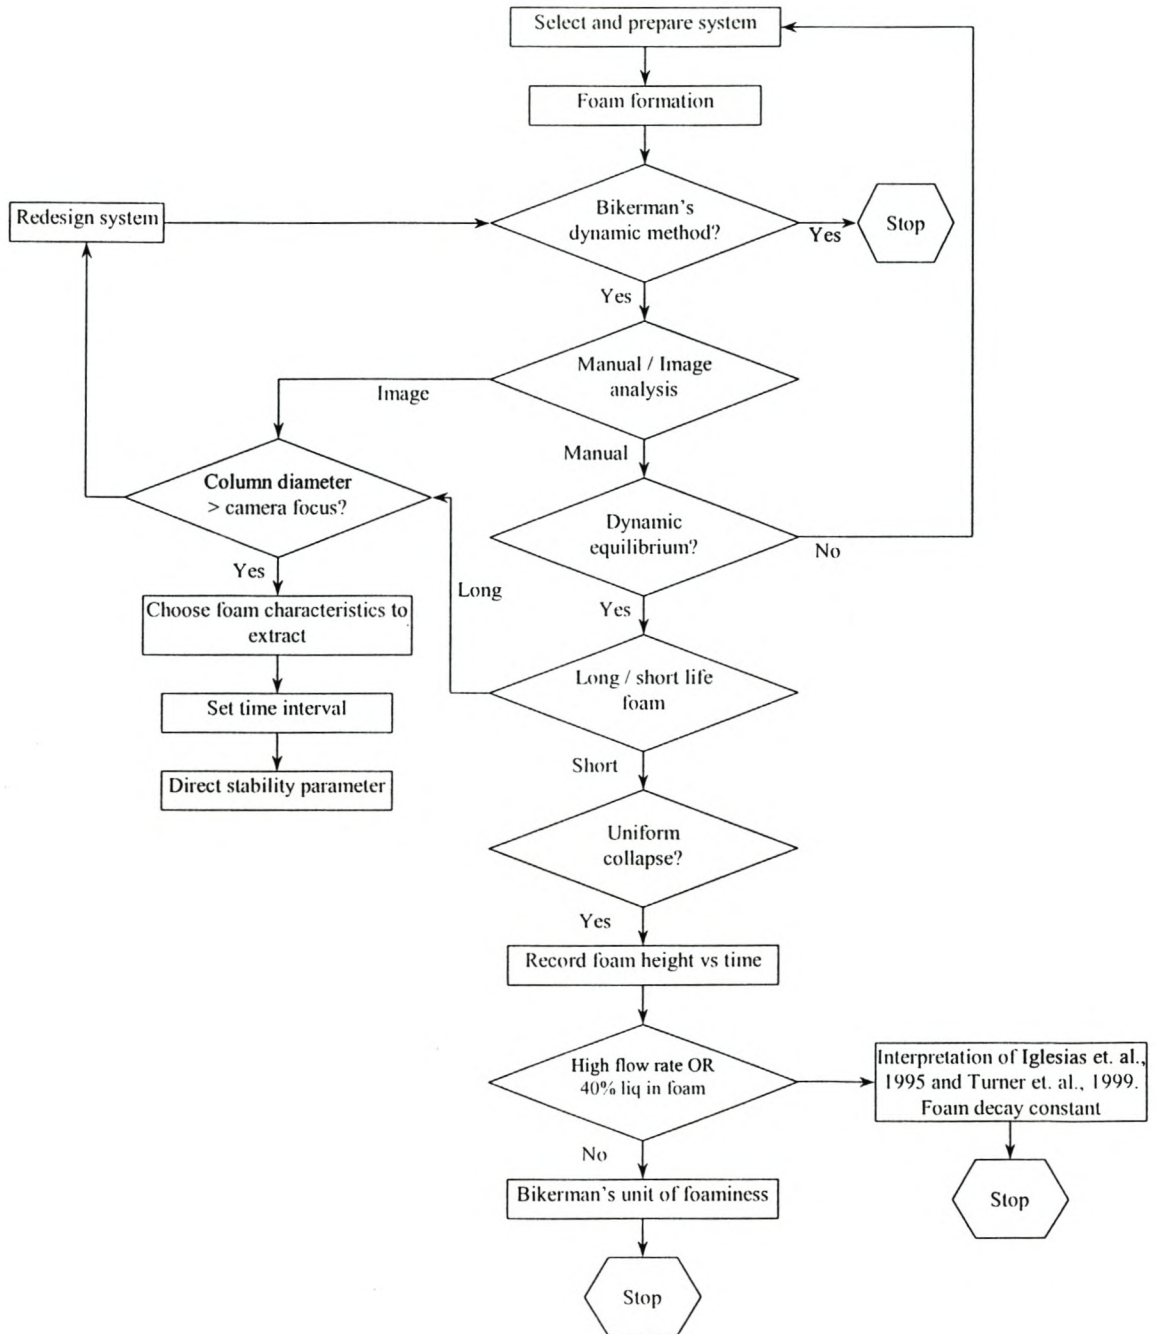 Select and prepare system
Foam formation
Redesign system
Bikerman's
dynamic method?
Yes
Stop
Yes
Manual / Image
analysis
Image
Manual
Column diameter
> camera focus?
Dynamic
equilibrium?
No
Yes
Long
Choose foam characteristics to
extract
Yes
Long / short life
foam
Set time interval
Short
Direct stability parameter
Uniform
collapse?
Yes
Record foam height vs time
High flow rate OR
40% liq in foam
Interpretation of Iglesias et. al.,
1995 and Turner et. al., 1999.
Foam decay constant
No
Bikerman's unit of foaminess
Stop
Stop